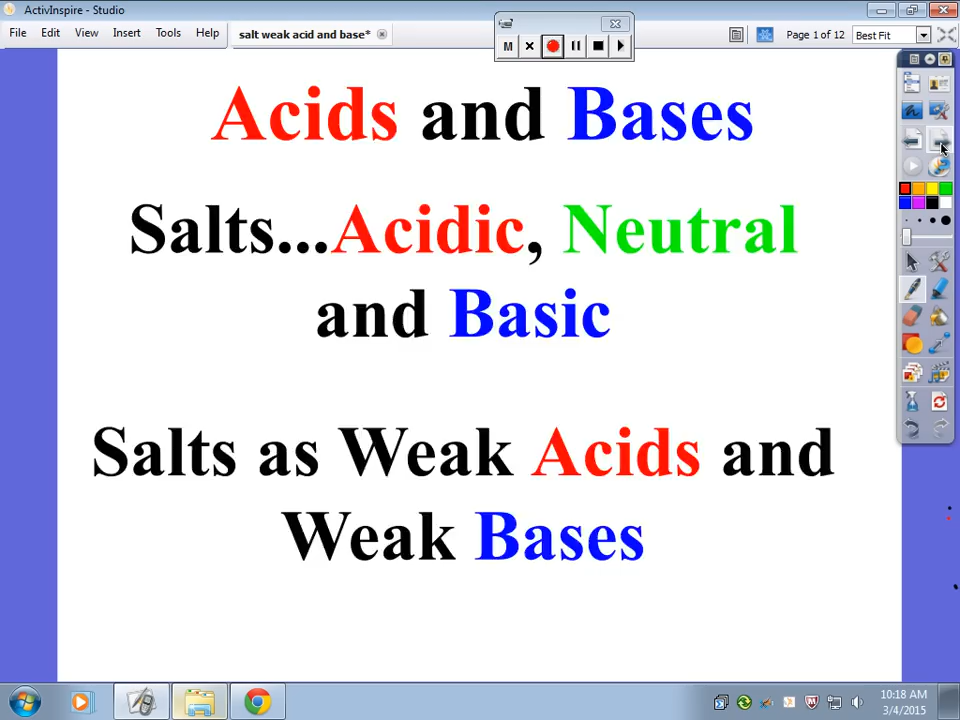 ActivInspire - Studio
File Edit View Insert Tools Help
salt weak acid and base*
M
Page 1 of 12
Best Fit
Acids and Bases
Salts...Acidic, Neutral
and Basic
Salts as Weak Acids and
Weak Bases
10:18 AM
3/4/2015